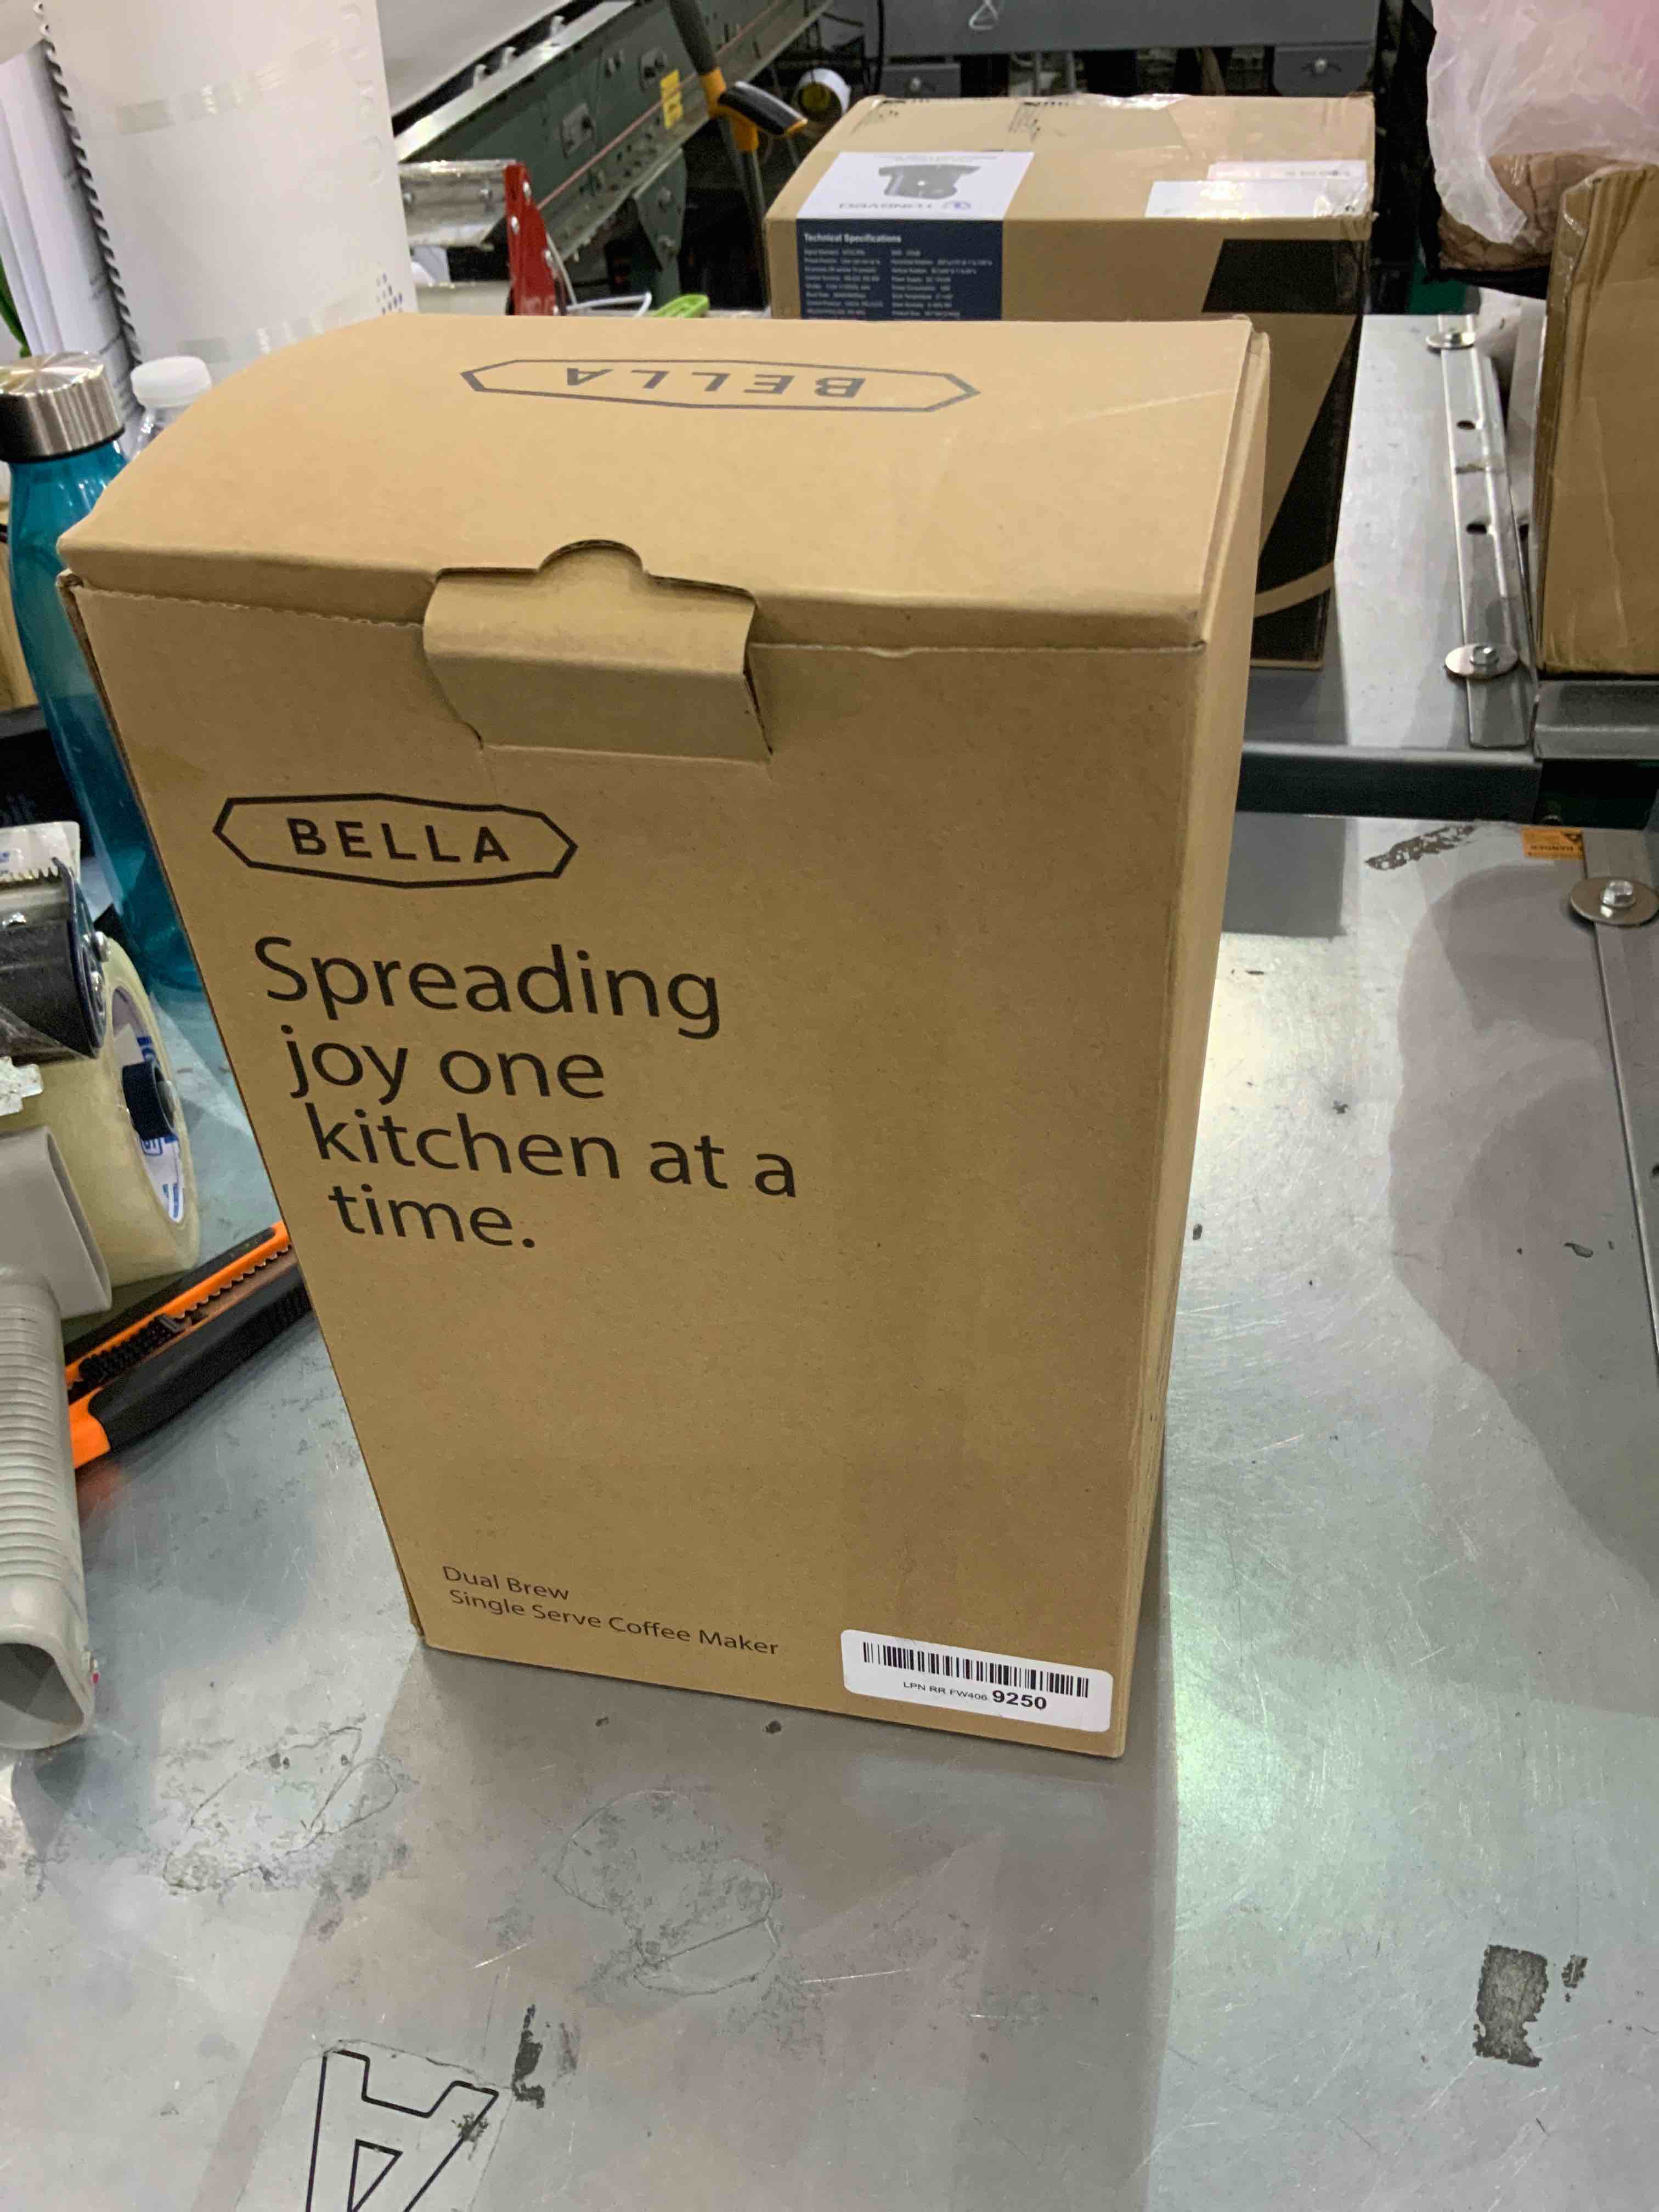 Technical Specifications
BELLA
BELLA
Spreading
joy one
kitchen at a
time.
Dual Brew
Single Serve Coffee Maker
LPN RR FW406 9250
A